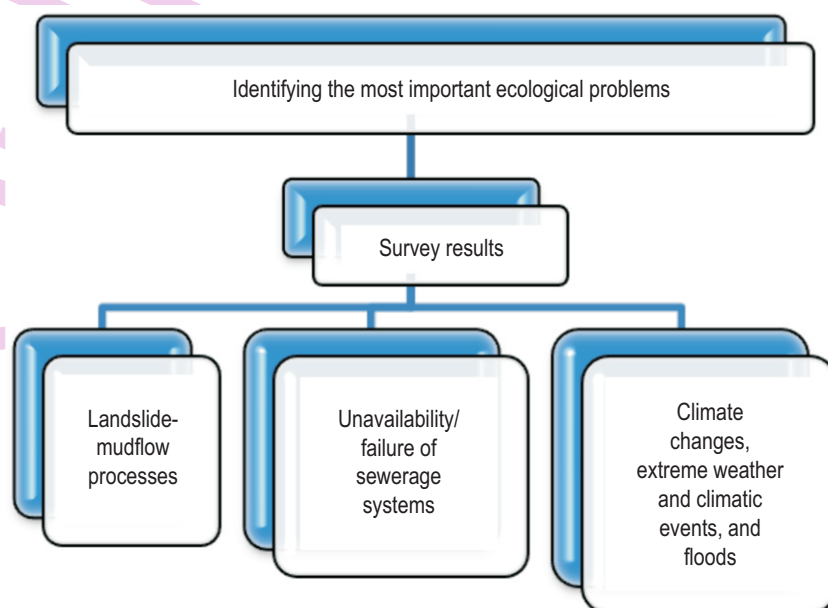 Identifying the most important ecological problems
Survey results
Landslide-
mudflow
processes
Unavailability/
failure of
sewerage
systems
Climate
changes,
extreme weather
and climatic
events, and
floods